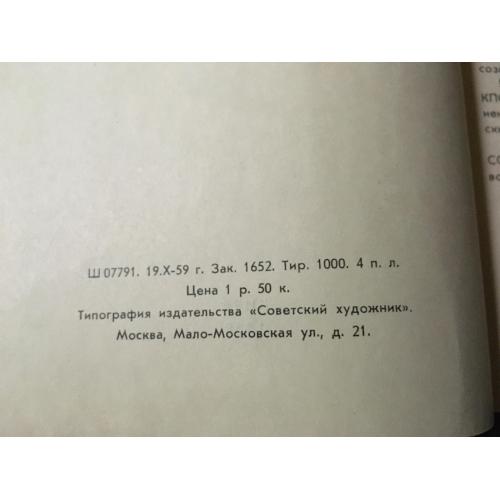 Ш 07791. 19.X-59 г. Зак. 1652. Тир. 1000. 4 п. л.
Цена 1 р. 50 к.
Типография издательства «Советский художник».
Москва, Мало-Московская ул., д. 21.